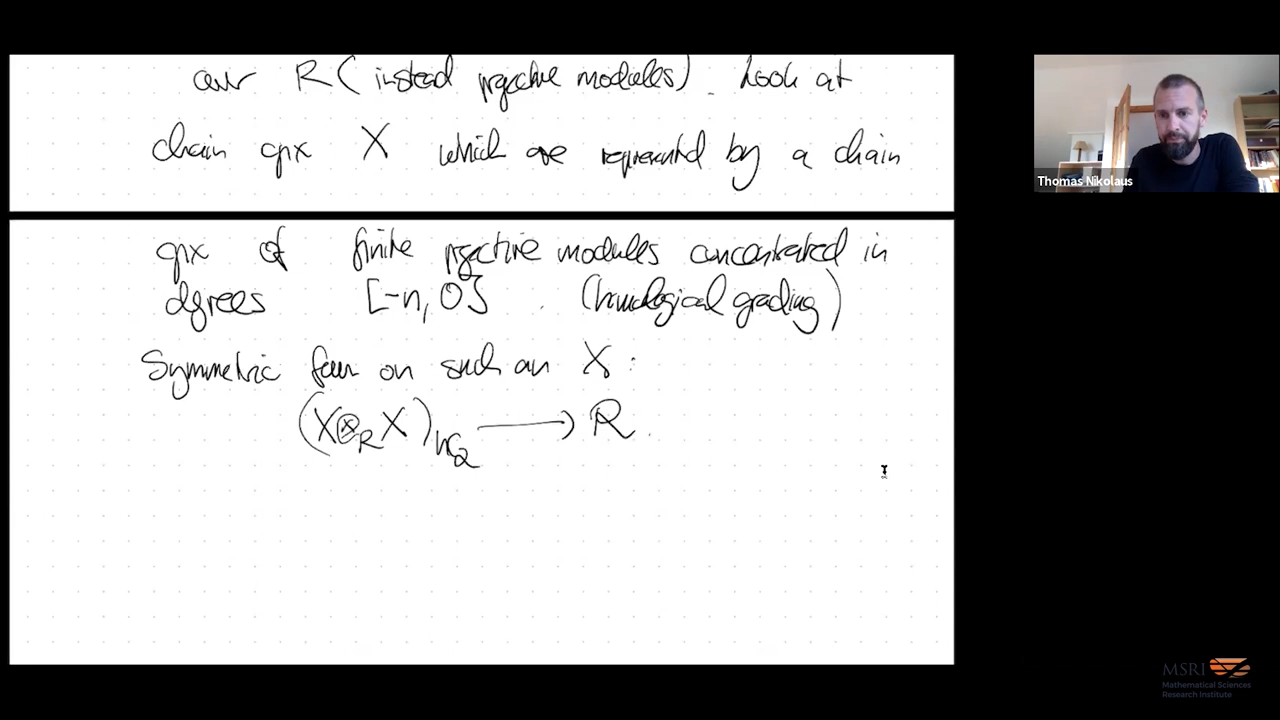 over R (instead projective modules). Look at
chain cpx X which are represented by a chain
cpx of finite projective modules concentrated in
degrees [-n, 0]. (homological grading)
Symmetric form on such an X:
(X⊗_R X)_{hC_2} → R.
Thomas Nikolaus
MSRI
Mathematical Sciences
Research Institute